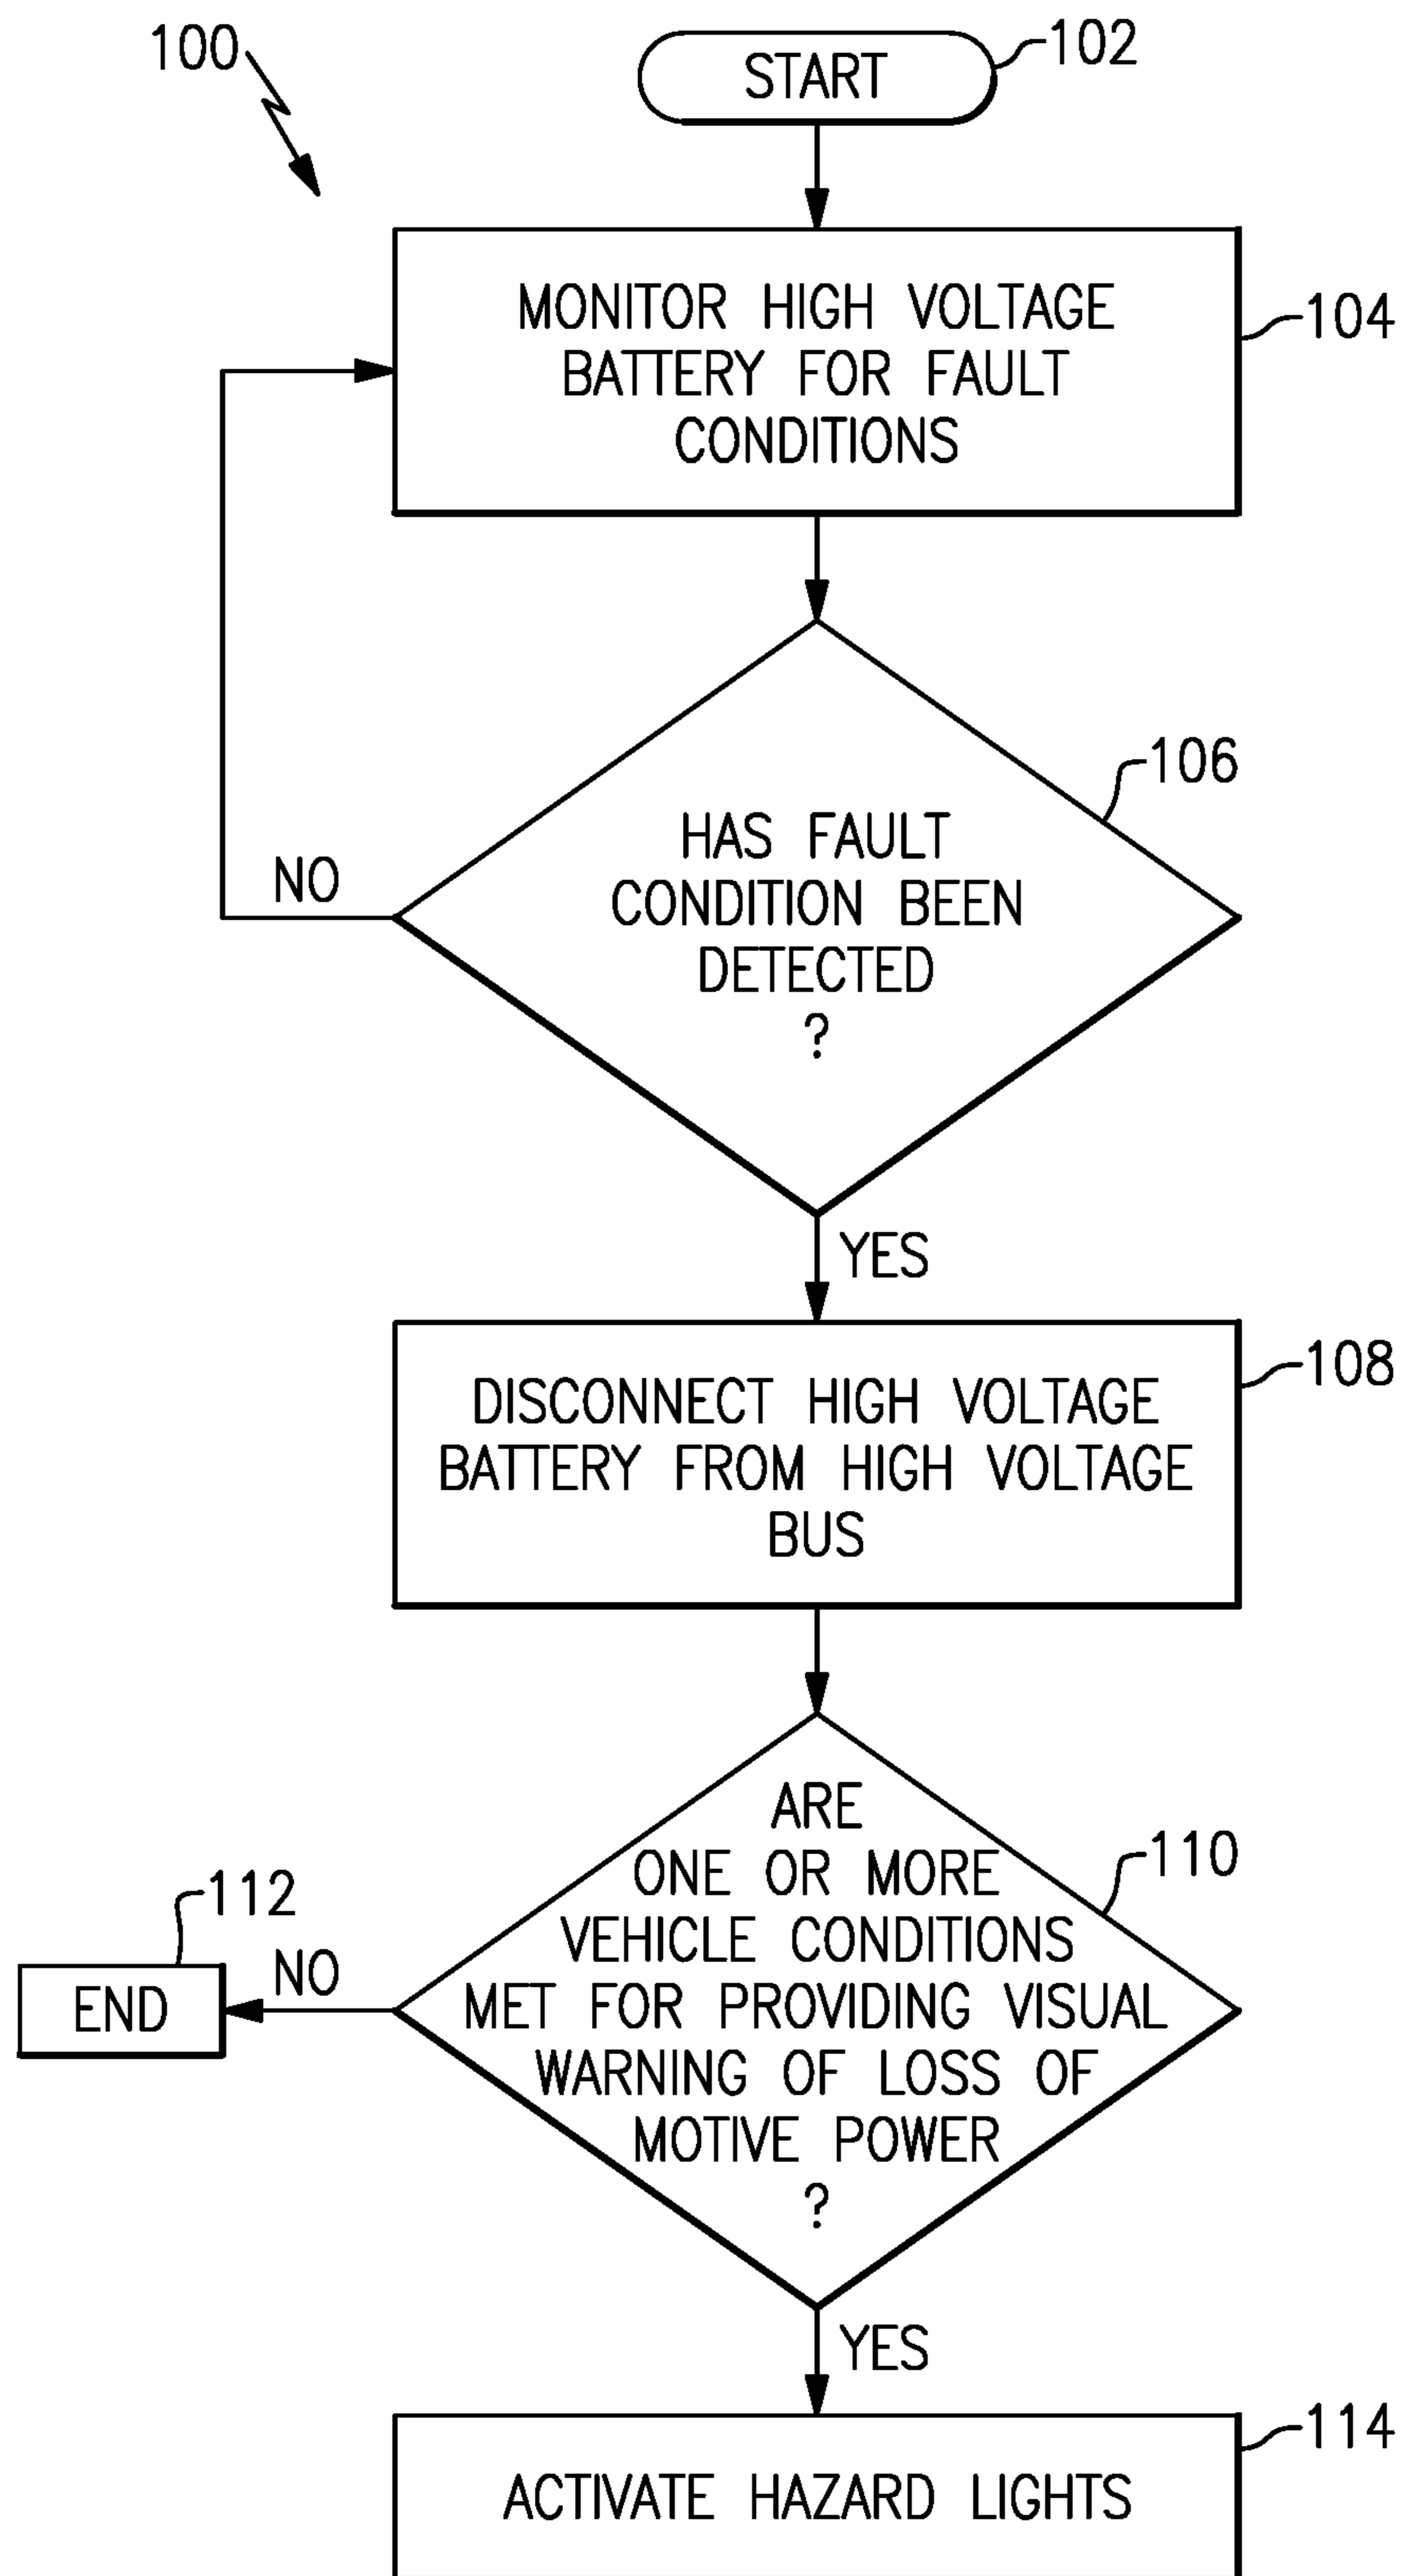 100
START
102
MONITOR HIGH VOLTAGE
BATTERY FOR FAULT
CONDITIONS
104
HAS FAULT
CONDITION BEEN
DETECTED
?
106
NO
YES
DISCONNECT HIGH VOLTAGE
BATTERY FROM HIGH VOLTAGE
BUS
108
ARE
ONE OR MORE
VEHICLE CONDITIONS
MET FOR PROVIDING VISUAL
WARNING OF LOSS OF
MOTIVE POWER
?
110
112
NO
END
YES
ACTIVATE HAZARD LIGHTS
114